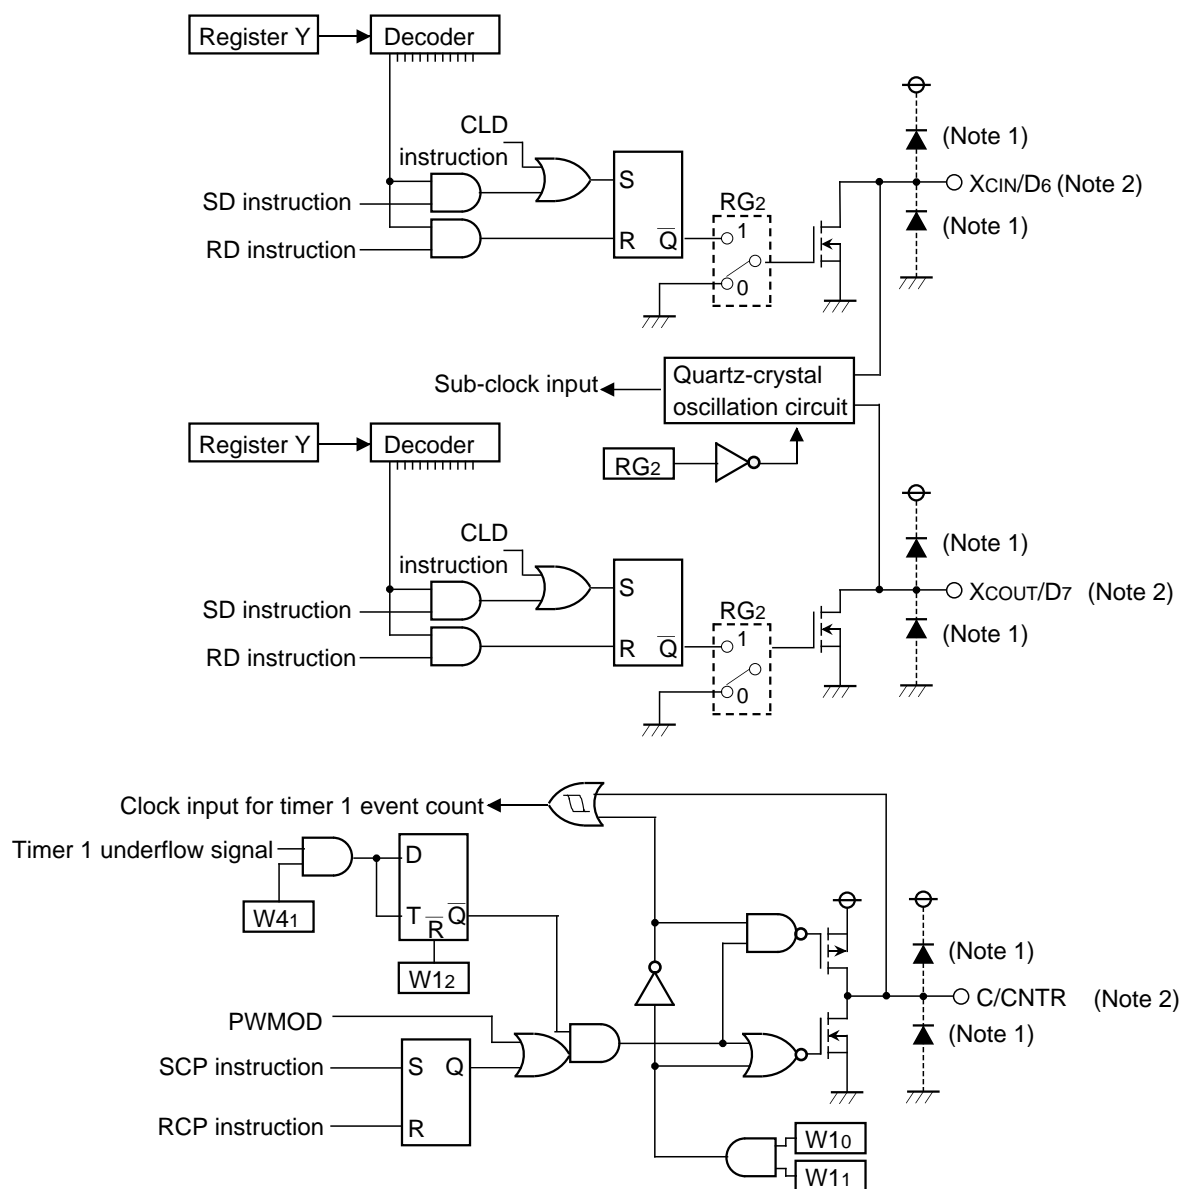 Register Y
Decoder
CLD
instruction
SD instruction
RD instruction
S
R
Q
RG2
1
0
(Note 1)
XCIN/D6 (Note 2)
(Note 1)
Sub-clock input
Quartz-crystal
oscillation circuit
RG2
Register Y
Decoder
CLD
instruction
SD instruction
RD instruction
S
R
Q
RG2
1
0
(Note 1)
XCOUT/D7 (Note 2)
(Note 1)
Clock input for timer 1 event count
Timer 1 underflow signal
W41
D
T
R
Q
W12
PWMOD
SCP instruction
RCP instruction
S
Q
R
(Note 1)
C/CNTR (Note 2)
(Note 1)
W10
W11